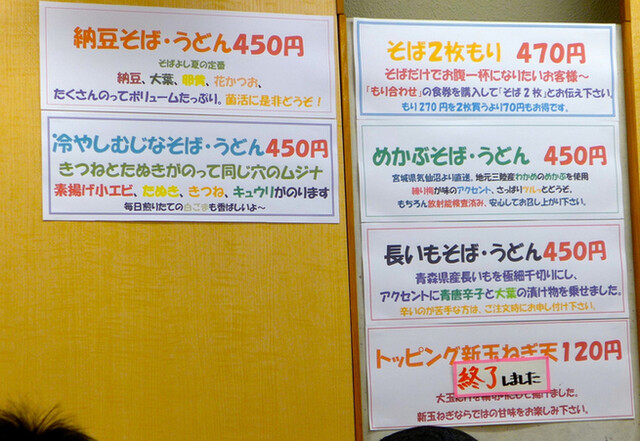 納豆そば・うどん450円
そばよし夏の定番
納豆、大葉、卵黄、花かつお、
たくさんのってボリュームたっぷり。菌活に是非どうぞ！
冷やしむじなそば・うどん450円
きつねとたぬきがのって同じ穴のムジナ
素揚げ小エビ、たぬき、きつね、キュウリがのります
毎日煎りたての白ごまも香ばしいよ～
そば2枚もり 470円
そばだけでお腹一杯になりたいお客様～
「もり合わせ」の食券を購入して「そば2枚」とお伝え下さい。
もり270円を2枚買うより70円もお得です。
めかぶそば・うどん 450円
宮城県気仙沼より直送、地元三陸産わかめのめかぶを使用
練り梅が味のアクセント、さっぱりツルッとどうぞ。
もちろん放射能検査済み、安心してお召し上がり下さい。
長いもそば・うどん450円
青森県産長いもを極細千切りにし、
アクセントに青唐辛子と大葉の漬け物を乗せました。
辛いのが苦手な方は、ご注文時にお申し付け下さい。
トッピング新玉ねぎ天120円
終了しました
揚げました。
新玉ねぎならではの甘味をお楽しみ下さい。